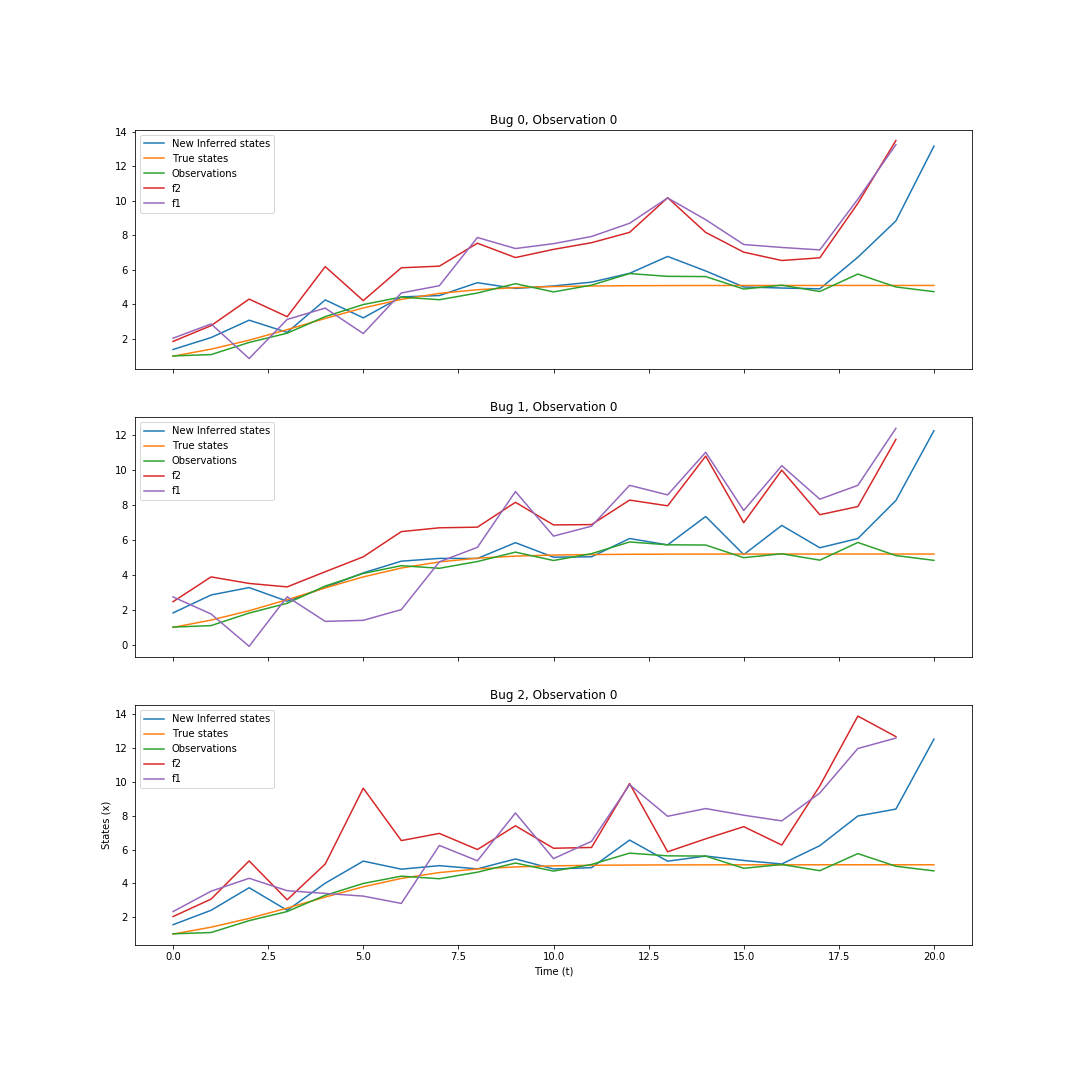 Bug 0, Observation 0
14
12
10
8
6
4
2
New Inferred states
True states
Observations
f2
f1
Bug 1, Observation 0
12
10
8
6
4
2
0
New Inferred states
True states
Observations
f2
f1
Bug 2, Observation 0
14
12
10
8
6
4
2
New Inferred states
True states
Observations
f2
f1
States (x)
0.0 2.5 5.0 7.5 10.0 12.5 15.0 17.5 20.0
Time (t)